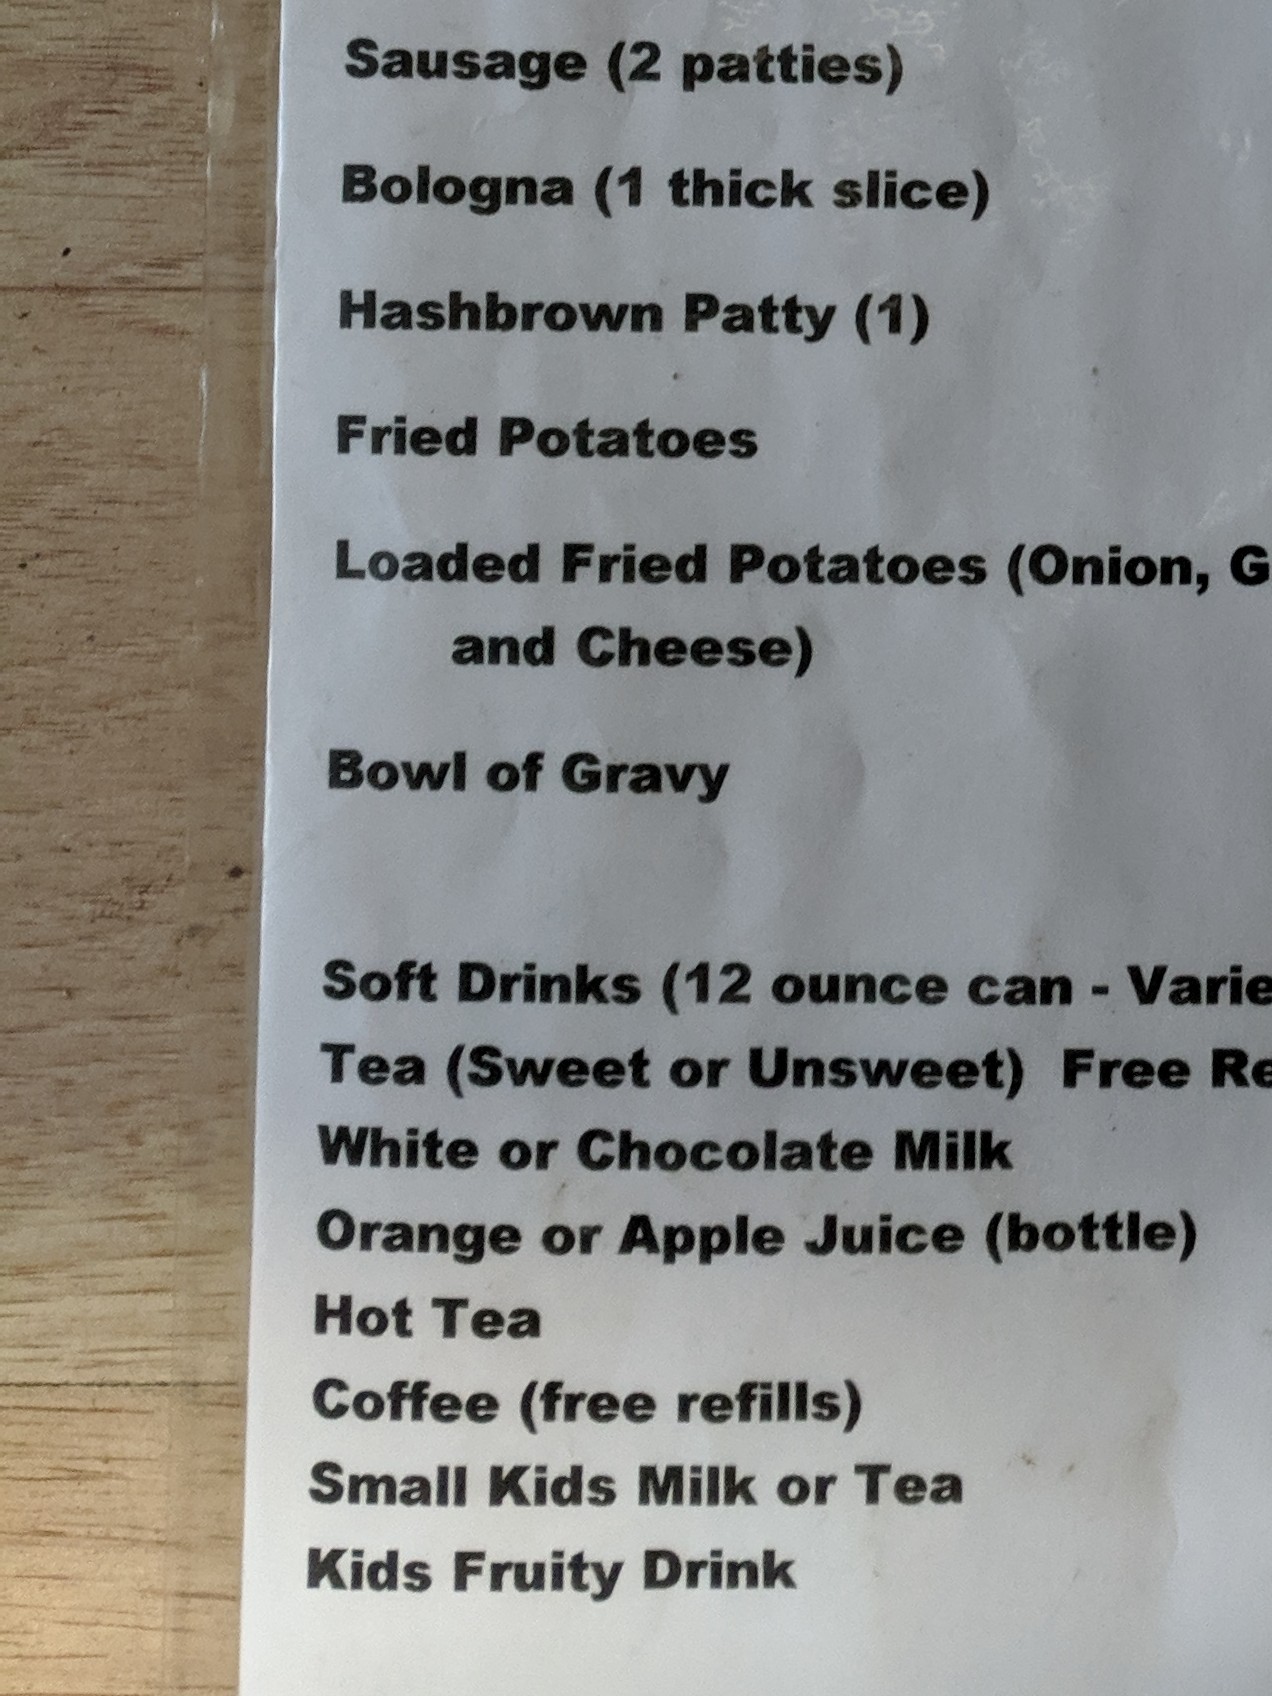 Sausage (2 patties)
Bologna (1 thick slice)
Hashbrown Patty (1)
Fried Potatoes
Loaded Fried Potatoes (Onion, G
and Cheese)
Bowl of Gravy
Soft Drinks (12 ounce can - Varie
Tea (Sweet or Unsweet) Free Re
White or Chocolate Milk
Orange or Apple Juice (bottle)
Hot Tea
Coffee (free refills)
Small Kids Milk or Tea
Kids Fruity Drink